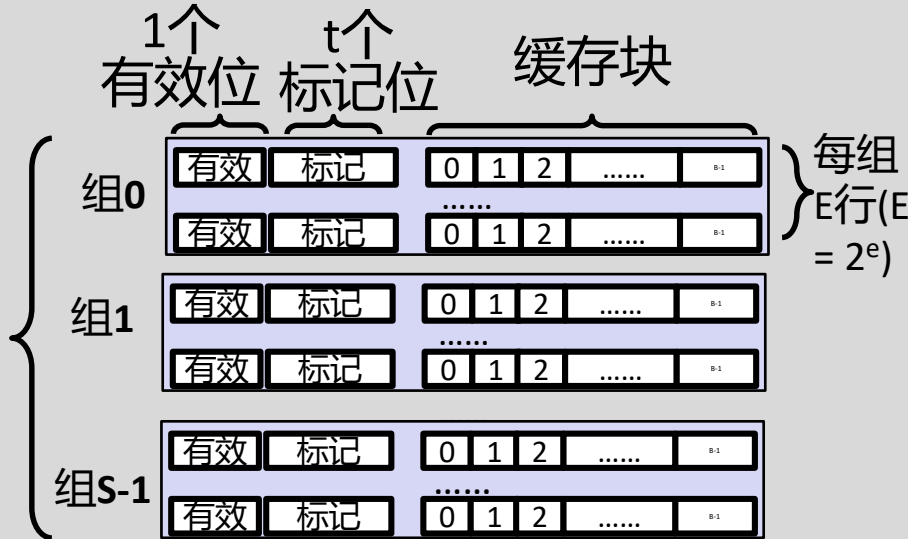 1个 t个
有效位 标记位 缓存块
组0
有效 标记 0 1 2 …… B-1
……
有效 标记 0 1 2 …… B-1
每组
E行(E
= 2ᵉ)
组1
有效 标记 0 1 2 …… B-1
……
有效 标记 0 1 2 …… B-1
组S-1
有效 标记 0 1 2 …… B-1
……
有效 标记 0 1 2 …… B-1